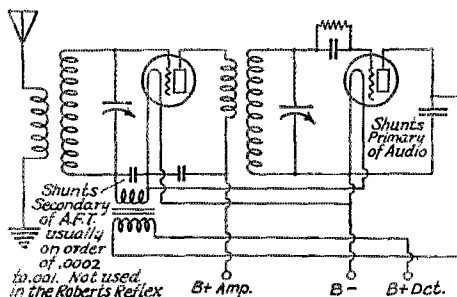 Shunts
Primary
of Audio
Shunts
Secondary
of A.F.T.
usually
on order
of .0002
to .001. Not used
in the Roberts Reflex
B+ Amp.
B-
B+ Dct.